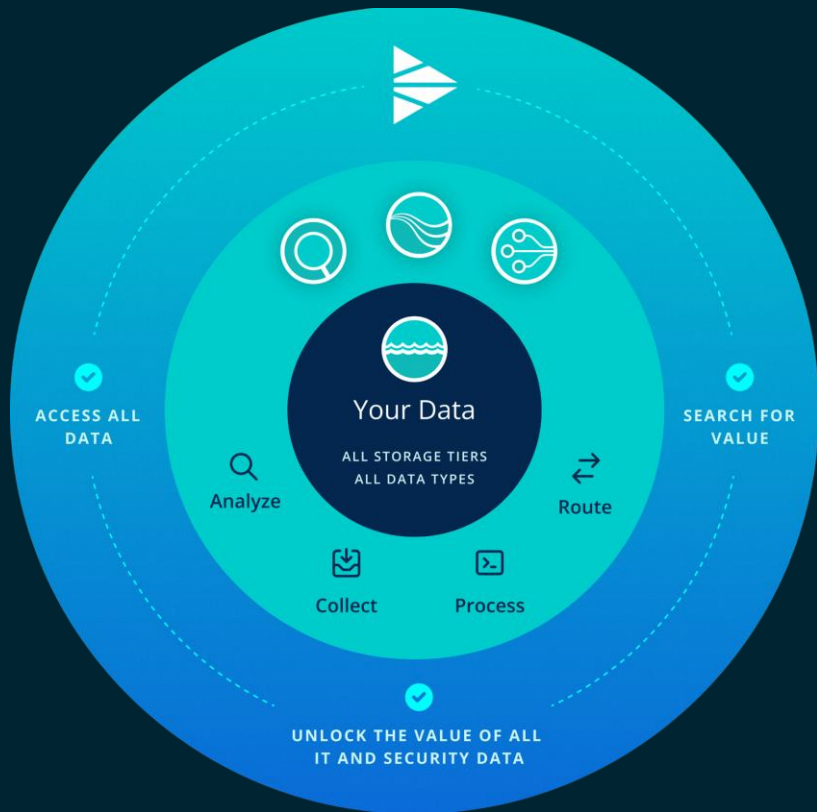 ACCESS ALL
DATA
SEARCH FOR
VALUE
Your Data
ALL STORAGE TIERS
ALL DATA TYPES
Analyze
Route
Collect
Process
UNLOCK THE VALUE OF ALL
IT AND SECURITY DATA